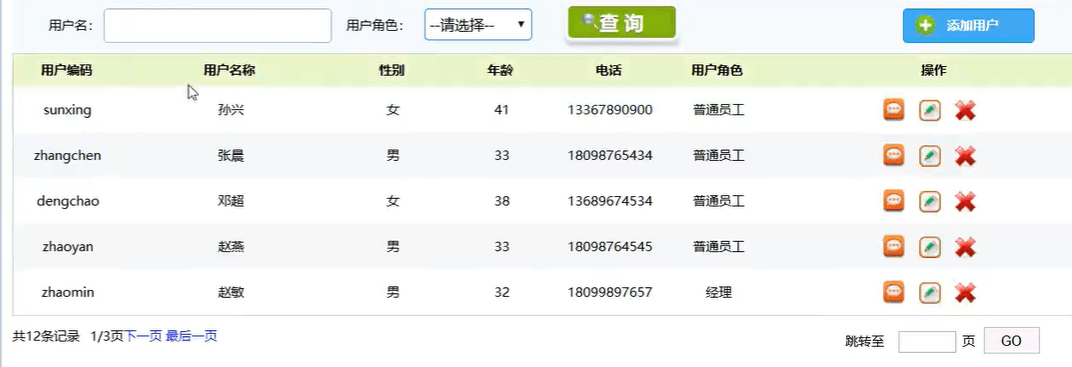 用户名： 用户角色： --请选择-- 查询 添加用户
用户编码 用户名称 性别 年龄 电话 用户角色 操作
sunxing 孙兴 女 41 13367890900 普通员工
zhangchen 张晨 男 33 18098765434 普通员工
dengchao 邓超 女 38 13689674534 普通员工
zhaoyan 赵燕 男 33 18098764545 普通员工
zhaomin 赵敏 男 32 18099897657 经理
共12条记录 1/3页下一页 最后一页 跳转至 页 GO